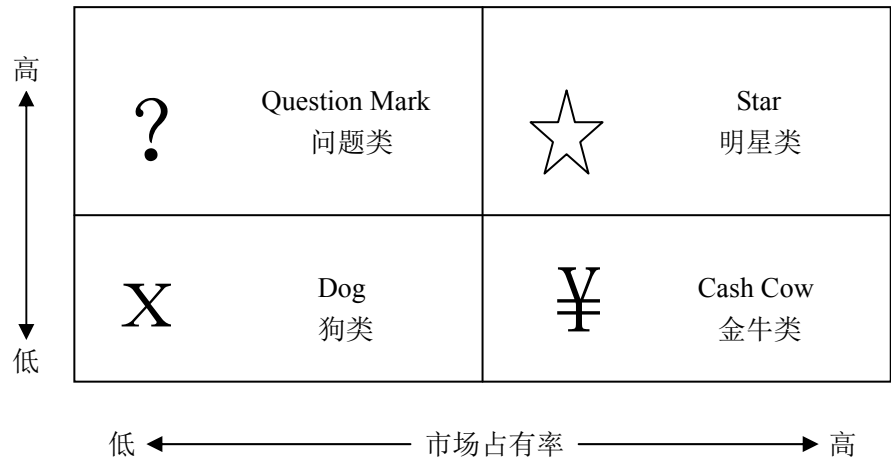 高
?
Question Mark
问题类
☆
Star
明星类
X
Dog
狗类
¥
Cash Cow
金牛类
低
低
市场占有率
高